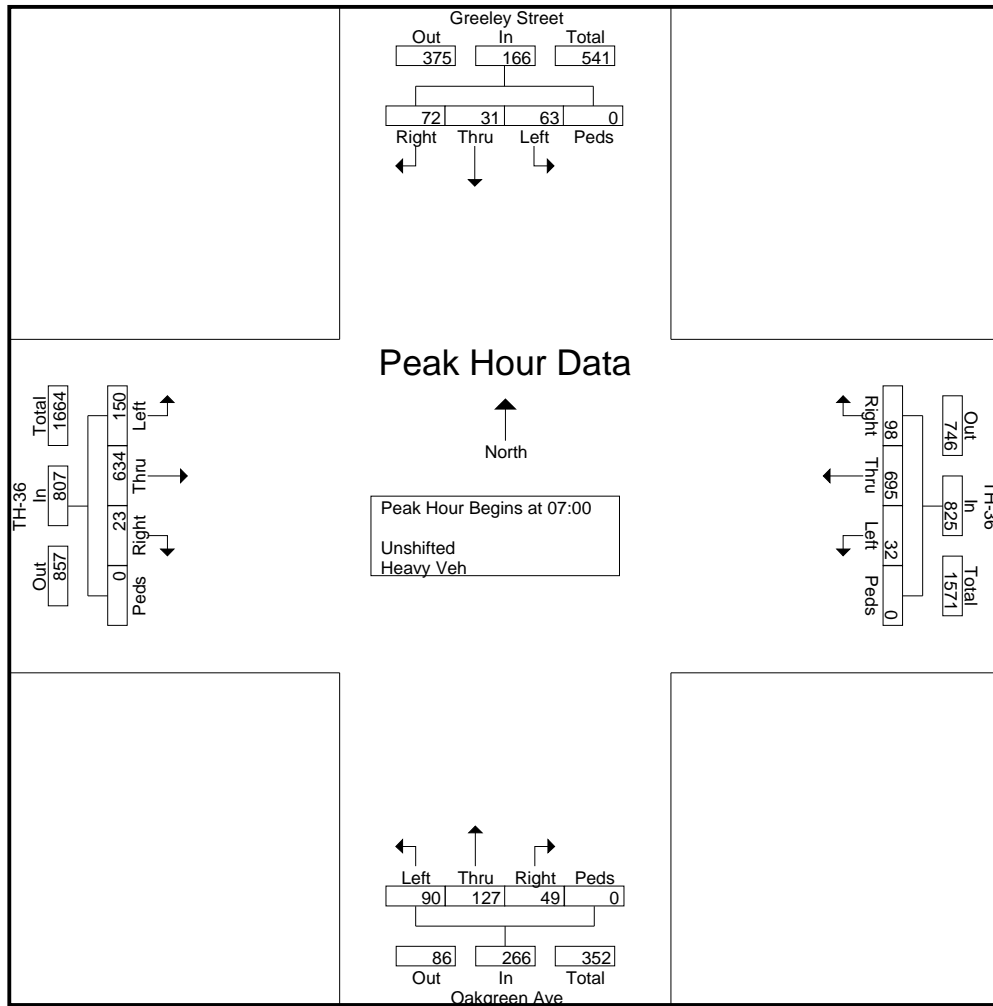 Greeley Street
Out In Total
375 166 541
72 31 63 0
Right Thru Left Peds
Peak Hour Data
North
Peak Hour Begins at 07:00
Unshifted
Heavy Veh
TH-36
Total In Out
1664 807 857
150 634 23 0
Left Thru Right Peds
Right Thru Left Peds
98 695 32 0
Out In Total
746 825 1571
TH-36
Left Thru Right Peds
90 127 49 0
86 266 352
Out In Total
Oakgreen Ave